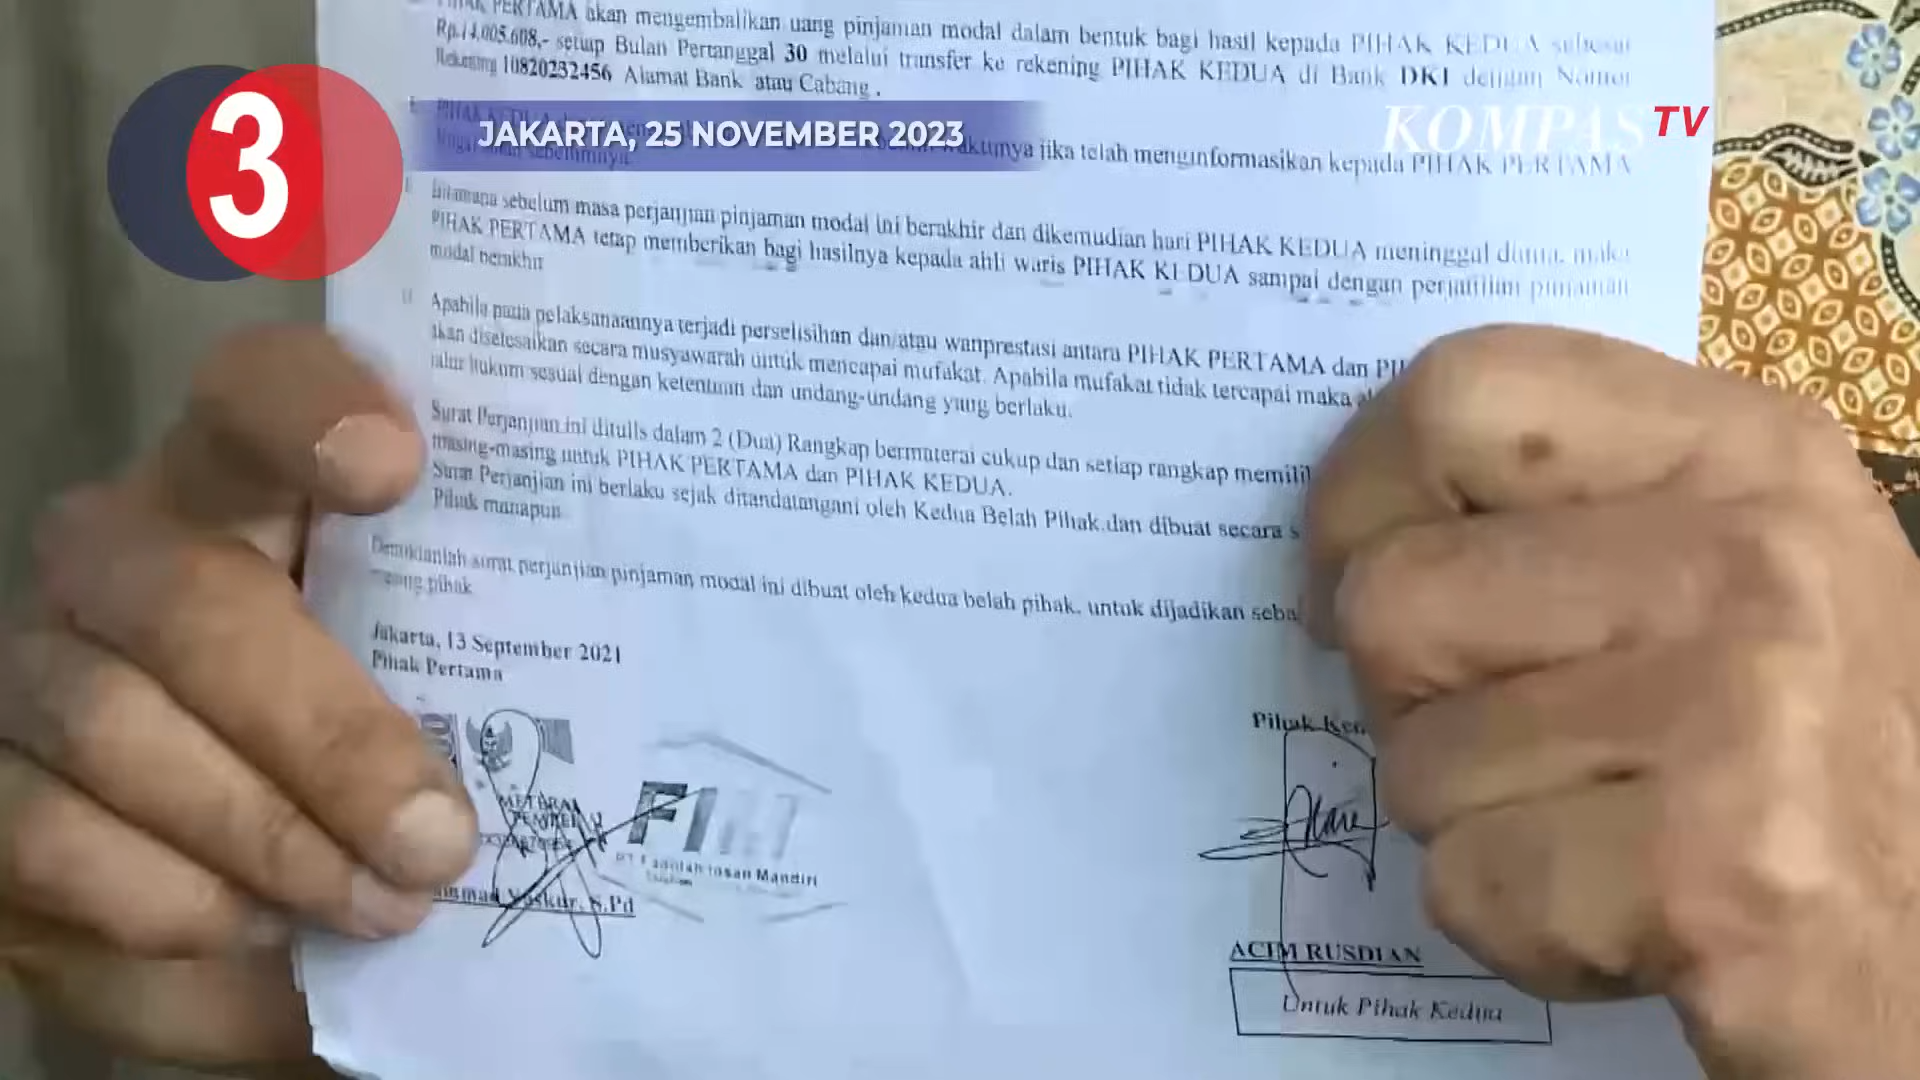 PERTAMA akan mengembalikan uang pinjaman modal dalam bentuk bagi hasil kepada PIHAK KEDUA sebesar
Rp.14.005.608,- setiap Bulan Pertanggal 30 melalui transfer ke rekening PIHAK KEDUA di Bank DKI dengan Nomor
Rekening 10820232456 Alamat Bank atau Cabang .
3
JAKARTA, 25 NOVEMBER 2023
KOMPAS TV
jika telah menginformasikan kepada PIHAK PERTAMA
sebelumnya.
sebelum masa perjanjian pinjaman modal ini berakhir dan dikemudian hari PIHAK KEDUA meninggal dunia, maka
PIHAK PERTAMA tetap memberikan bagi hasilnya kepada ahli waris PIHAK KEDUA sampai dengan perjanjian pinjaman
modal berakhir
Apabila pada pelaksanaannya terjadi perselisihan dan/atau wanprestasi antara PIHAK PERTAMA dan
akan diselesaikan secara musyawarah untuk mencapai mufakat. Apabila mufakat tidak tercapai maka
jalur hukum sesuai dengan ketentuan dan undang-undang yang berlaku.
Surat Perjanjian ini ditulis dalam 2 (Dua) Rangkap bermaterai cukup dan setiap rangkap
masing-masing untuk PIHAK PERTAMA dan PIHAK KEDUA.
Surat Perjanjian ini berlaku sejak ditandatangani oleh Kedua Belah Pihak.dan dibuat secara
Pihak manapun
Demikianlah surat perjanjian pinjaman modal ini dibuat oleh kedua belah pihak, untuk dijadikan
masing pihak
Jakarta, 13 September 2021
Pihak Pertama
Pihak
METERAI
TEMPEL
FIM
Insan Mandiri
S.Pd
ACIM RUSDIAN
Untuk Pihak Kedua